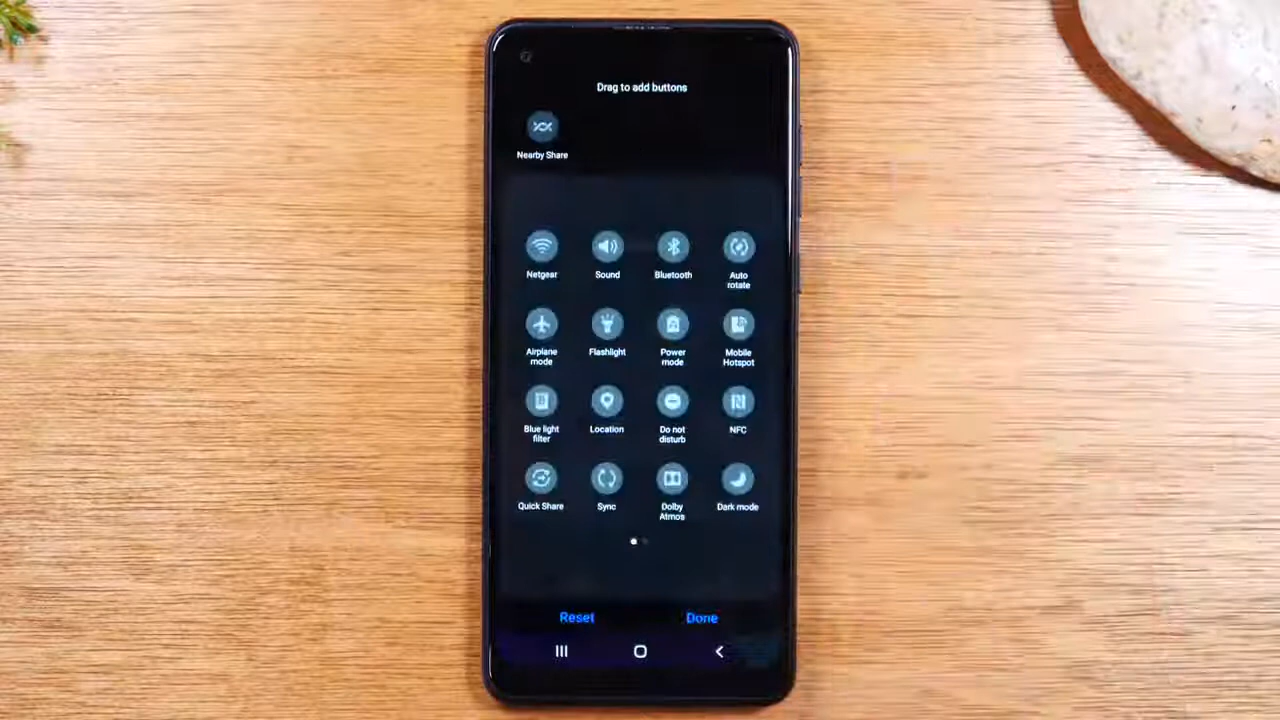 Drag to add buttons
Nearby Share
Netgear
Sound
Bluetooth
Auto
rotate
Airplane
mode
Flashlight
Power
mode
Mobile
Hotspot
Blue light
filter
Location
Do not
disturb
NFC
Quick Share
Sync
Dolby
Atmos
Dark mode
Reset
Done